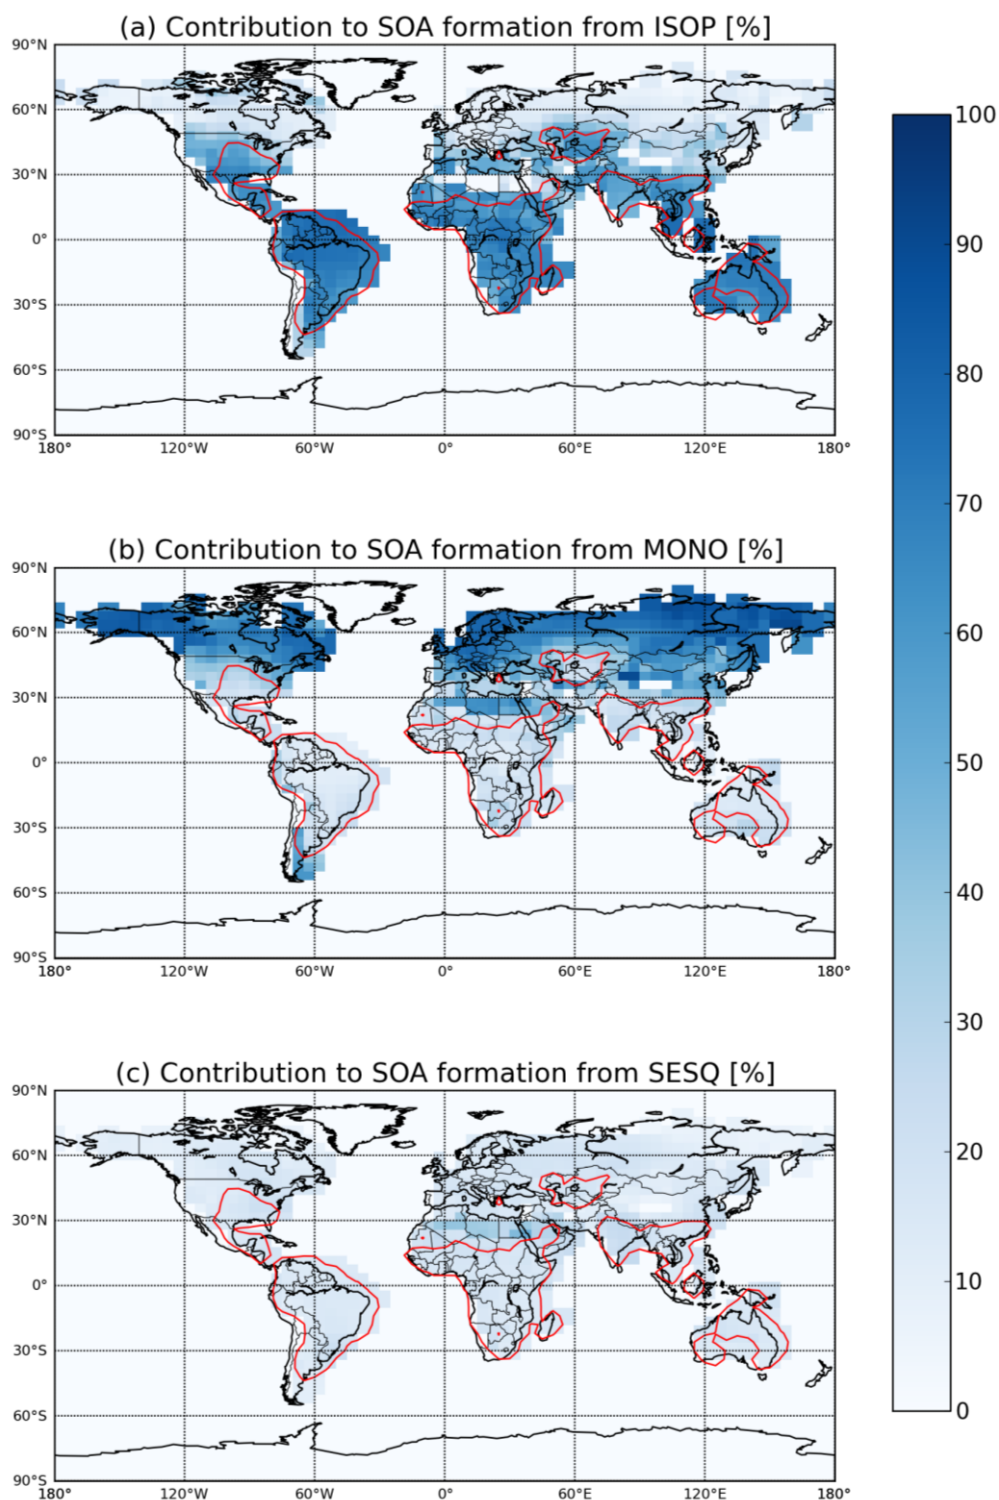 (a) Contribution to SOA formation from ISOP [%]
90°N
60°N
30°N
0°
30°S
60°S
90°S
180° 120°W 60°W 0° 60°E 120°E 180°
(b) Contribution to SOA formation from MONO [%]
90°N
60°N
30°N
0°
30°S
60°S
90°S
180° 120°W 60°W 0° 60°E 120°E 180°
(c) Contribution to SOA formation from SESQ [%]
90°N
60°N
30°N
0°
30°S
60°S
90°S
180° 120°W 60°W 0° 60°E 120°E 180°
100
90
80
70
60
50
40
30
20
10
0